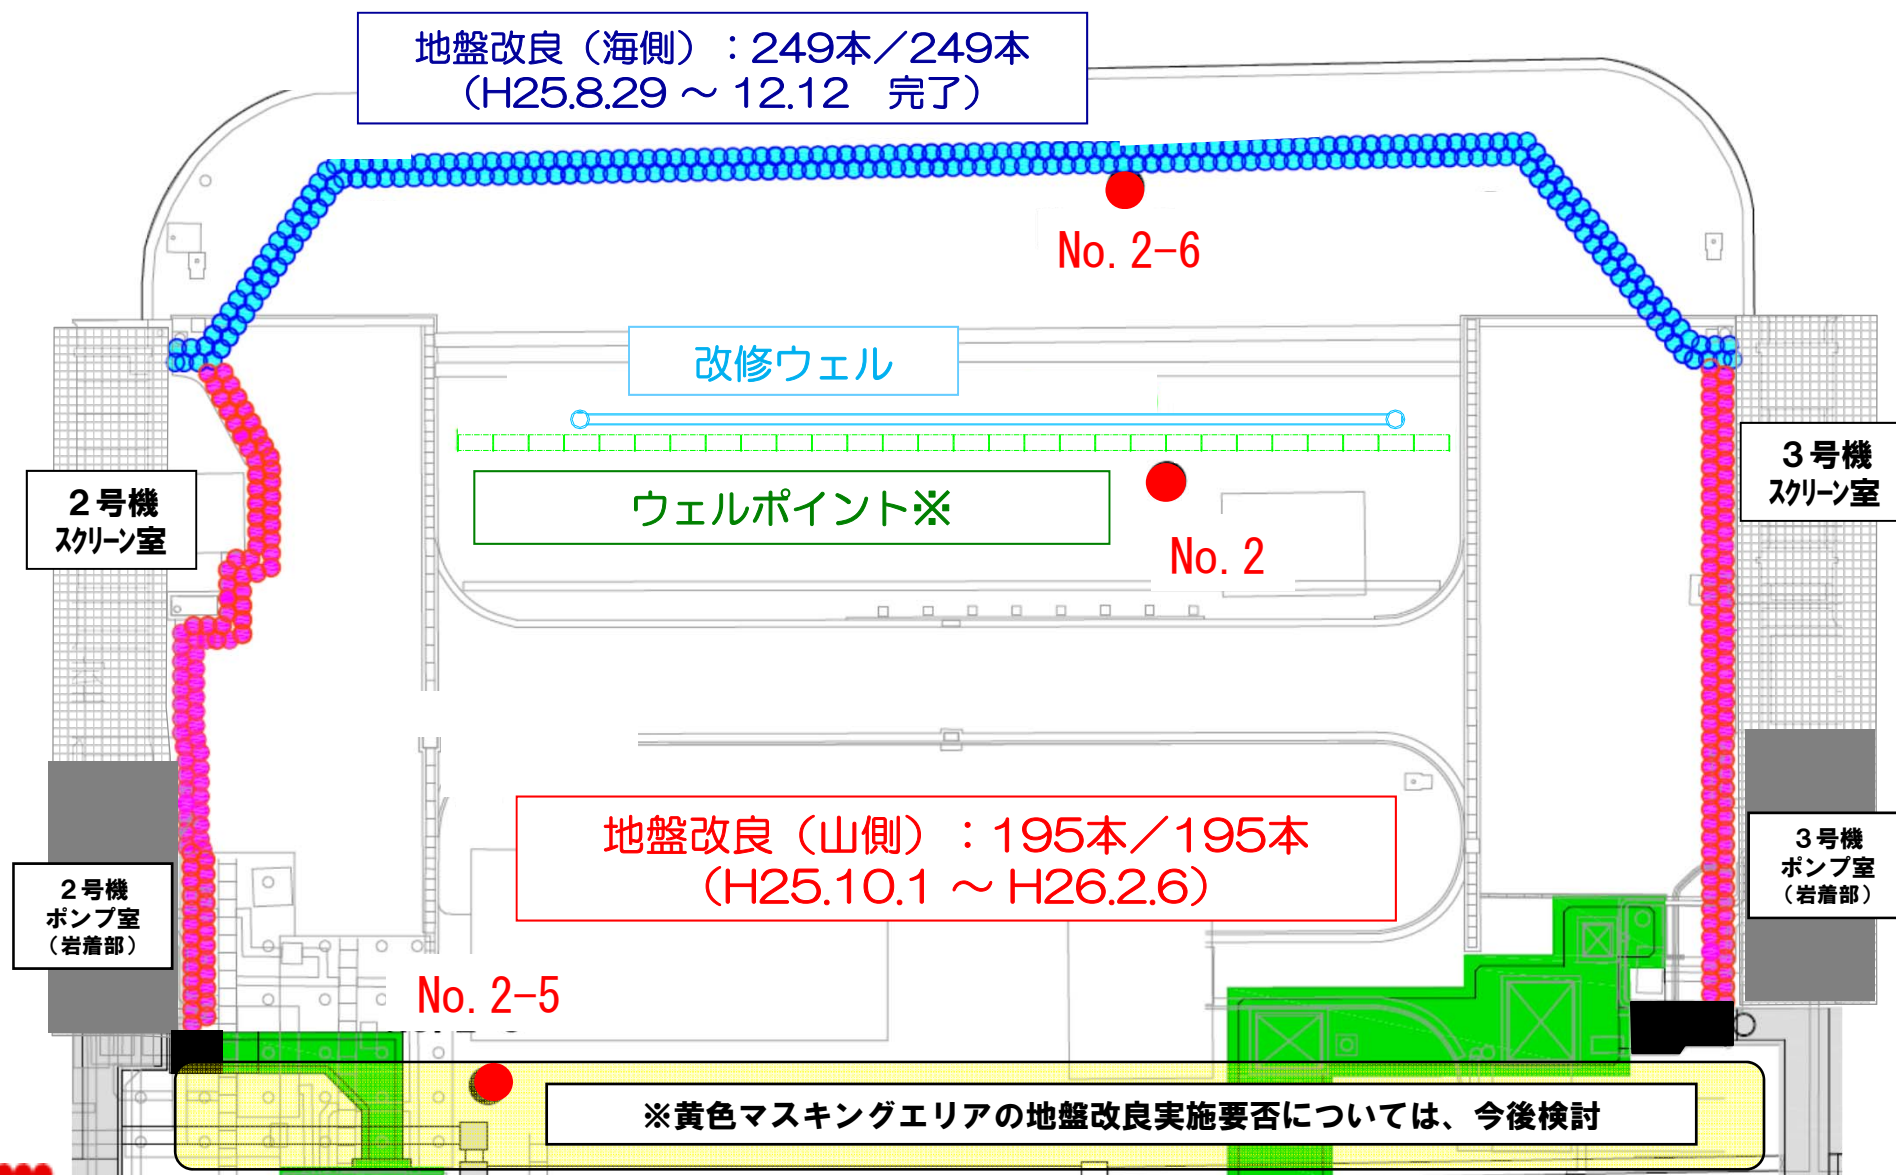 地盤改良（海側）：249本／249本
（H25.8.29 ～ 12.12　完了）
No. 2-6
改修ウェル
ウェルポイント※
No. 2
２号機
スクリーン室
３号機
スクリーン室
地盤改良（山側）：195本／195本
（H25.10.1 ～ H26.2.6）
２号機
ポンプ室
（岩着部）
３号機
ポンプ室
（岩着部）
No. 2-5
※黄色マスキングエリアの地盤改良実施要否については、今後検討